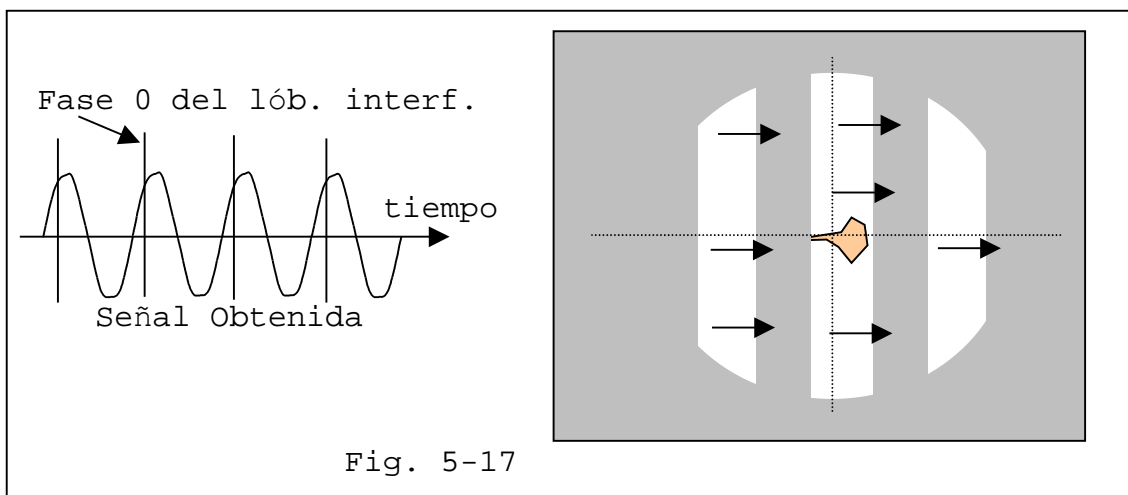 Fase 0 del lób. interf.
tiempo
Señal Obtenida
Fig. 5-17